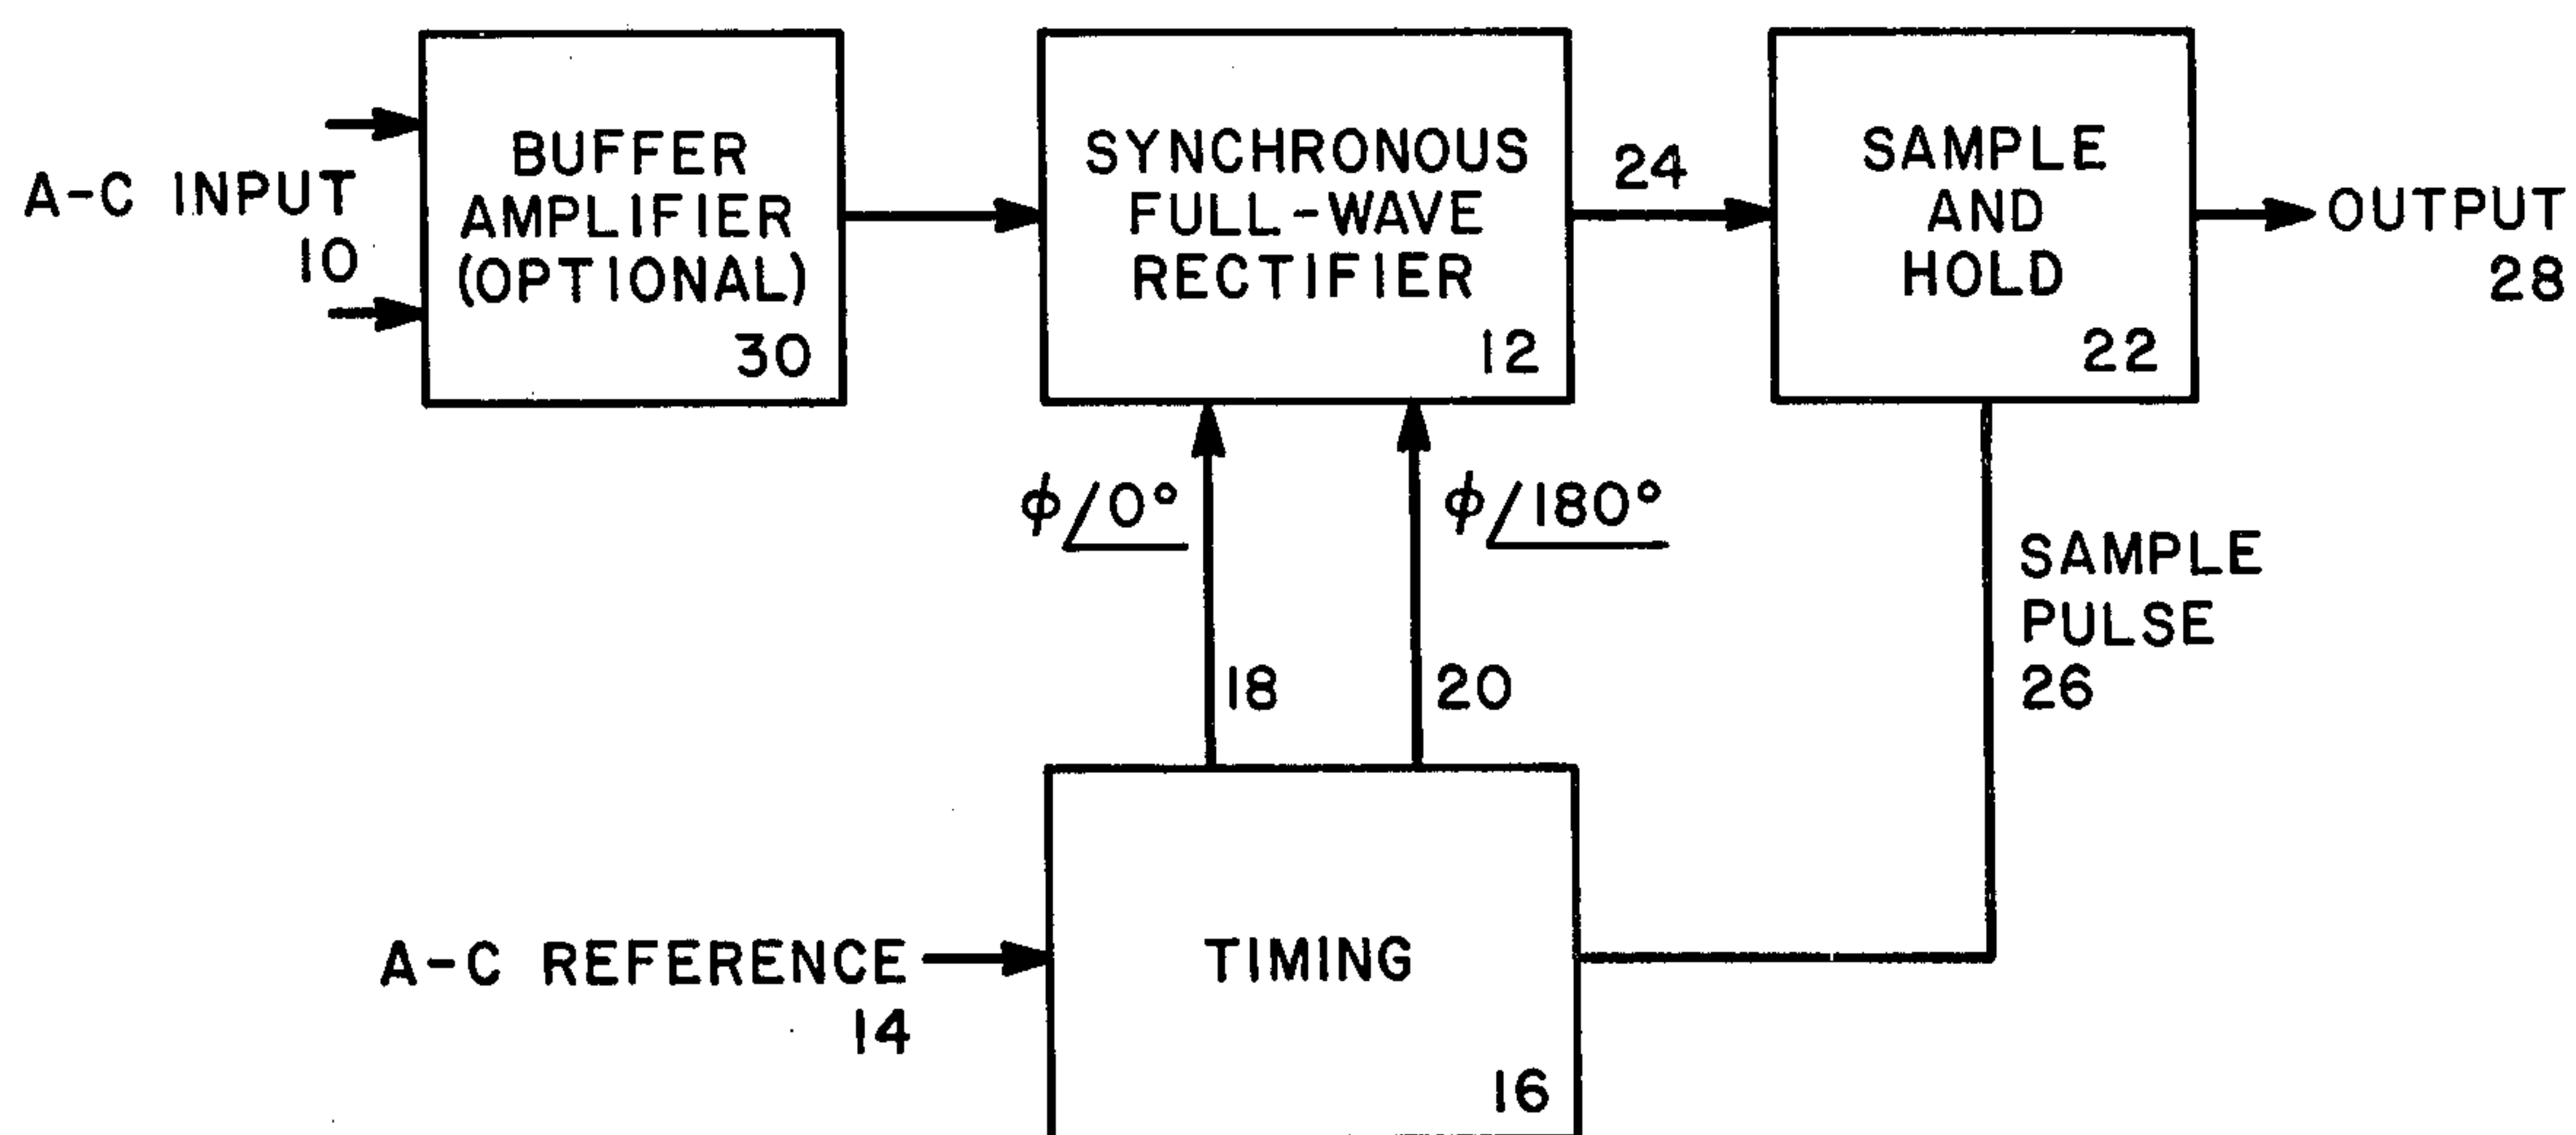 A-C INPUT
10
BUFFER
AMPLIFIER
(OPTIONAL)
30
SYNCHRONOUS
FULL-WAVE
RECTIFIER
12
24
SAMPLE
AND
HOLD
22
OUTPUT
28
ϕ/0°
ϕ/180°
18
20
SAMPLE
PULSE
26
A-C REFERENCE
14
TIMING
16